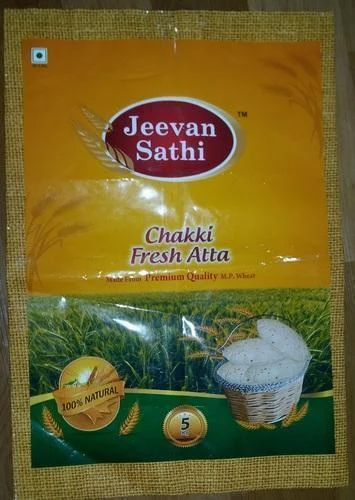 Jeevan
Sathi
TM
Chakki
Fresh Atta
Made From Premium Quality M.P. Wheat
100% NATURAL
5